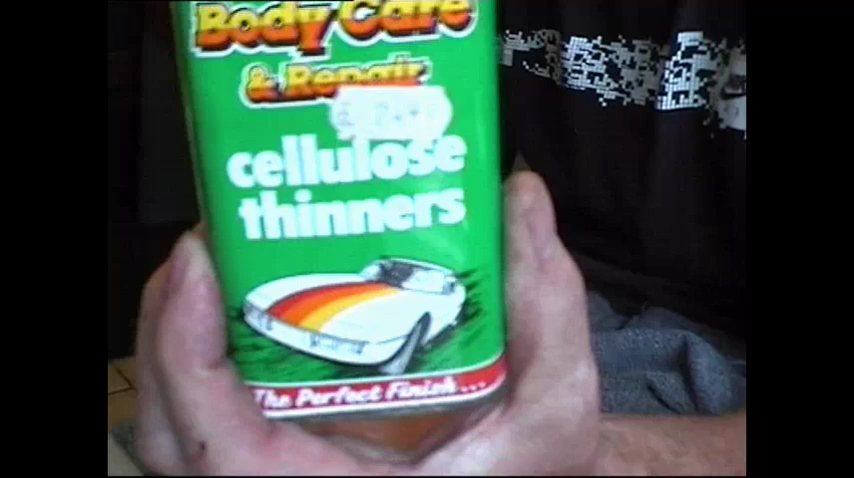 Body Care
& Repair
cellulose
thinners
The Perfect Finish...